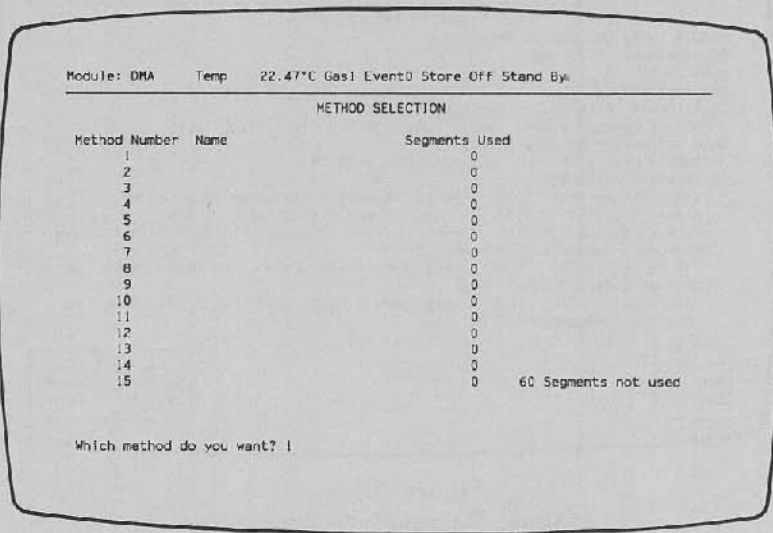 Module: DMA Temp 22.47°C Gas1 Event0 Store Off Stand By
METHOD SELECTION
Method Number Name Segments Used
1 0
2 0
3 0
4 0
5 0
6 0
7 0
8 0
9 0
10 0
11 0
12 0
13 0
14 0
15 0 60 Segments not used
Which method do you want? 1